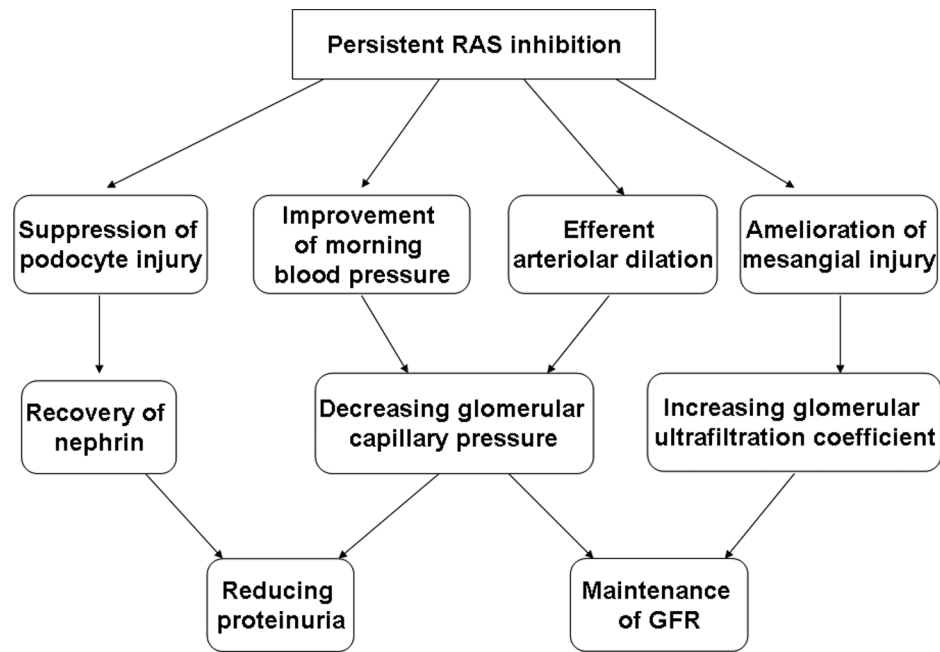 Persistent RAS inhibition
Suppression of
podocyte injury
Improvement
of morning
blood pressure
Efferent
arteriolar dilation
Amelioration of
mesangial injury
Recovery of
nephrin
Decreasing glomerular
capillary pressure
Increasing glomerular
ultrafiltration coefficient
Reducing
proteinuria
Maintenance
of GFR